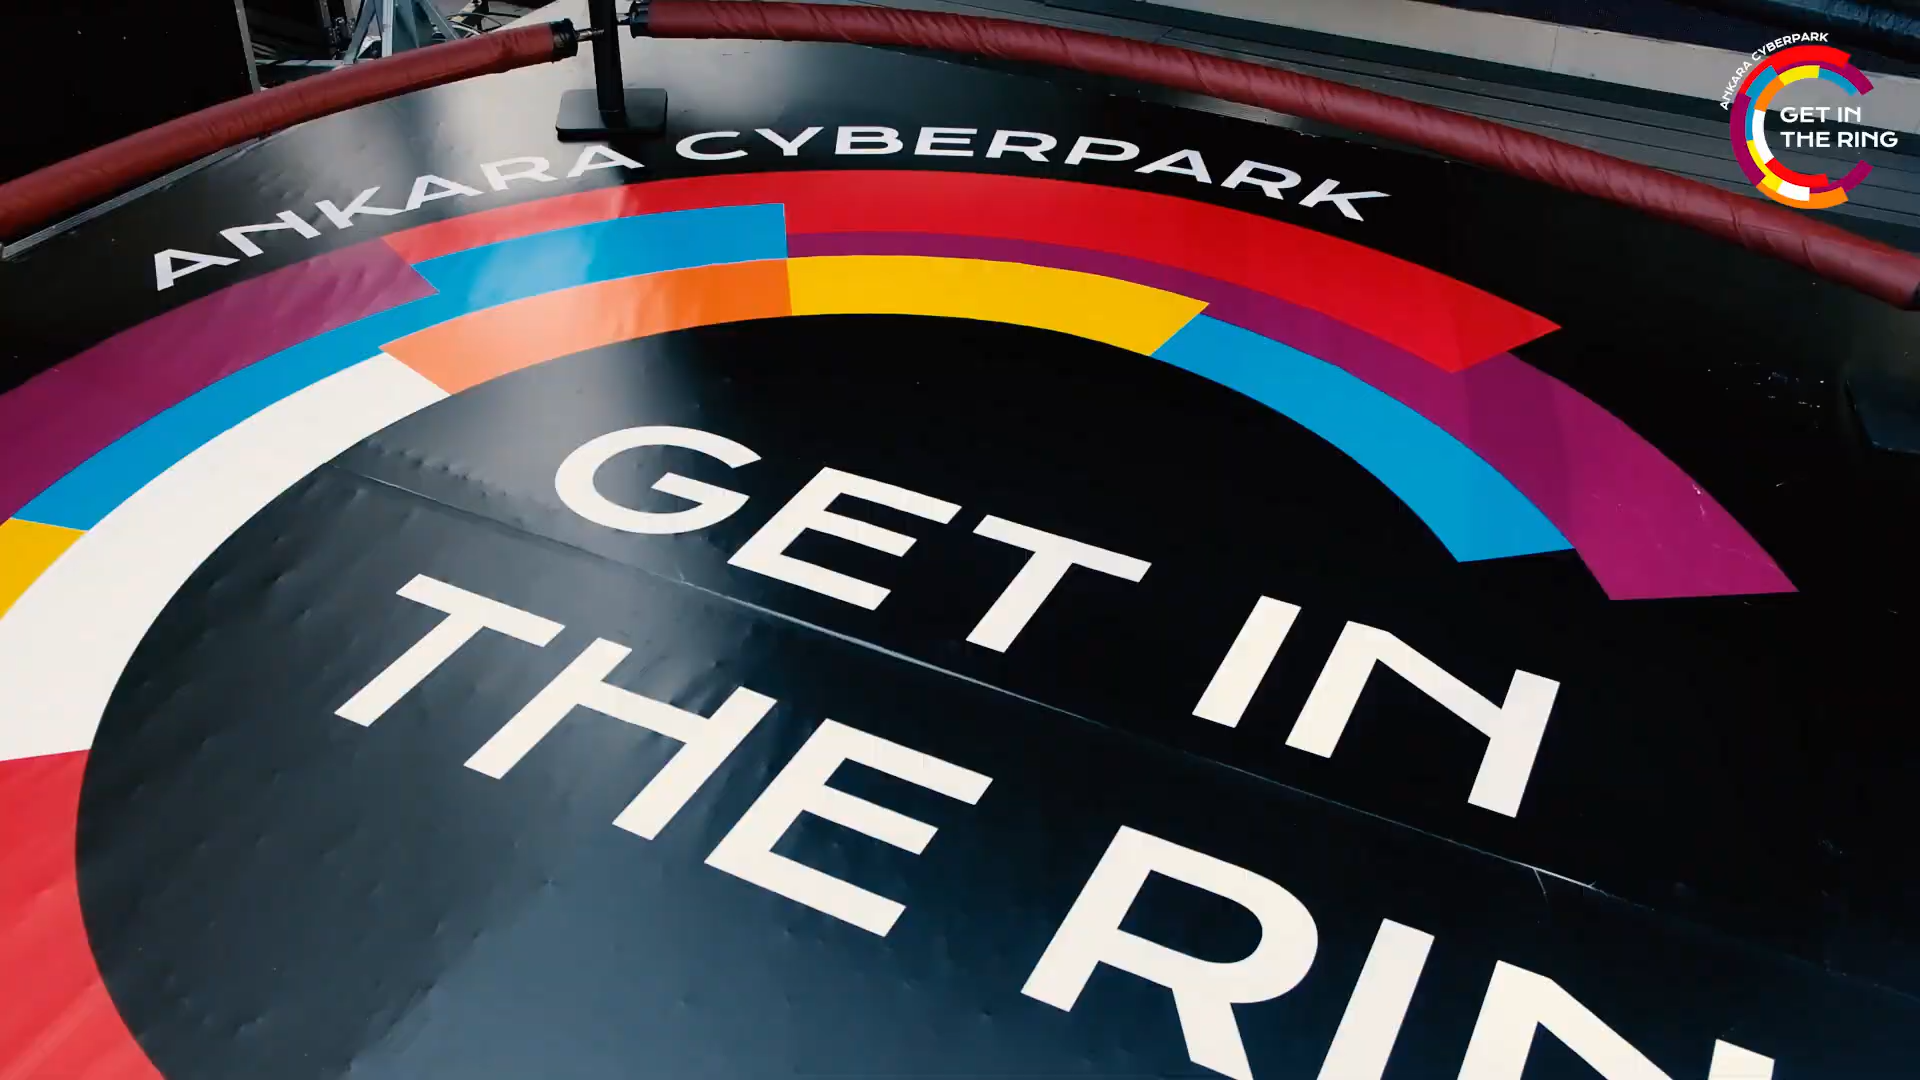 ANKARA CYBERPARK
GET IN
THE RIN
ANKARA CYBERPARK
GET IN
THE RING